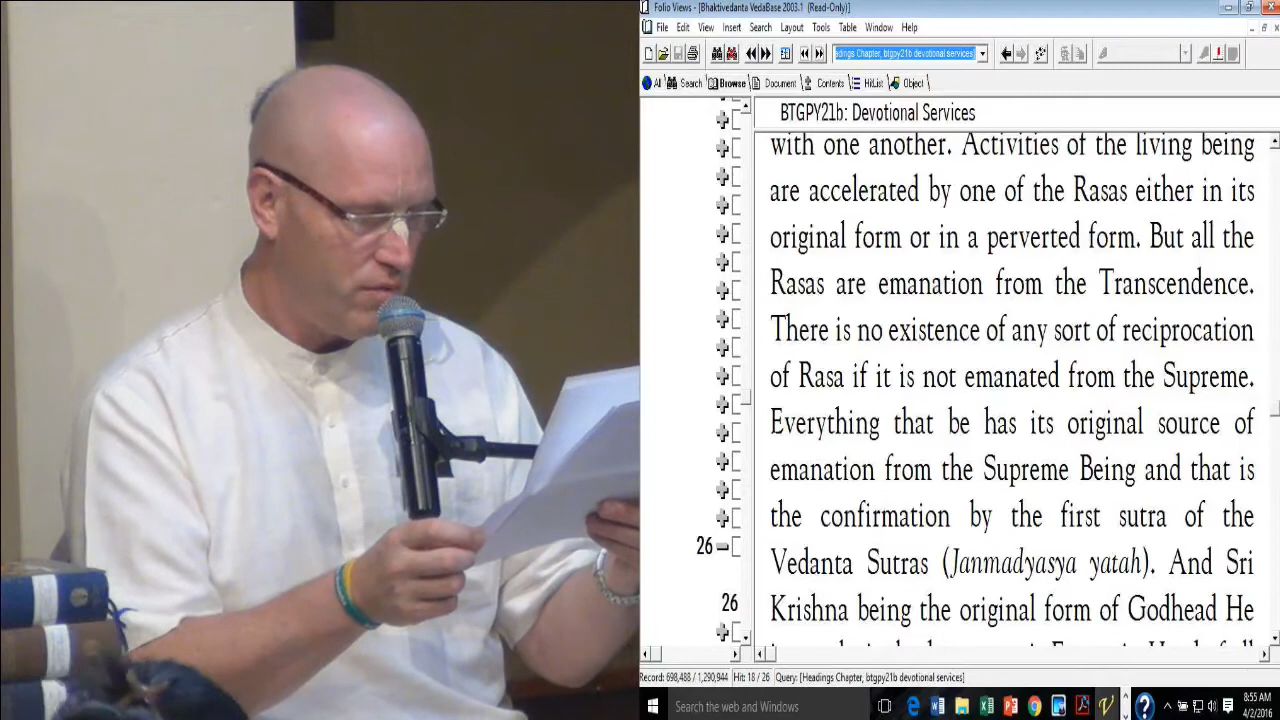 Folio Views - [Bhaktivedanta VedaBase 2003.1 (Read-Only)]
File Edit View Insert Search Layout Tools Table Window Help
eadings Chapter, btgpy21b devotional services]
All Search Browse Document Contents HitList Object
BTGPY21b: Devotional Services
with one another. Activities of the living being
are accelerated by one of the Rasas either in its
original form or in a perverted form. But all the
Rasas are emanation from the Transcendence.
There is no existence of any sort of reciprocation
of Rasa if it is not emanated from the Supreme.
Everything that be has its original source of
emanation from the Supreme Being and that is
the confirmation by the first sutra of the
26
Vedanta Sutras (Janmadyasya yatah). And Sri
26
Krishna being the original form of Godhead He
Record: 698,488 / 1,290,944 Hit: 18 / 26 Query: [Headings Chapter, btgpy21b devotional services]
Search the web and Windows
8:55 AM
4/2/2016